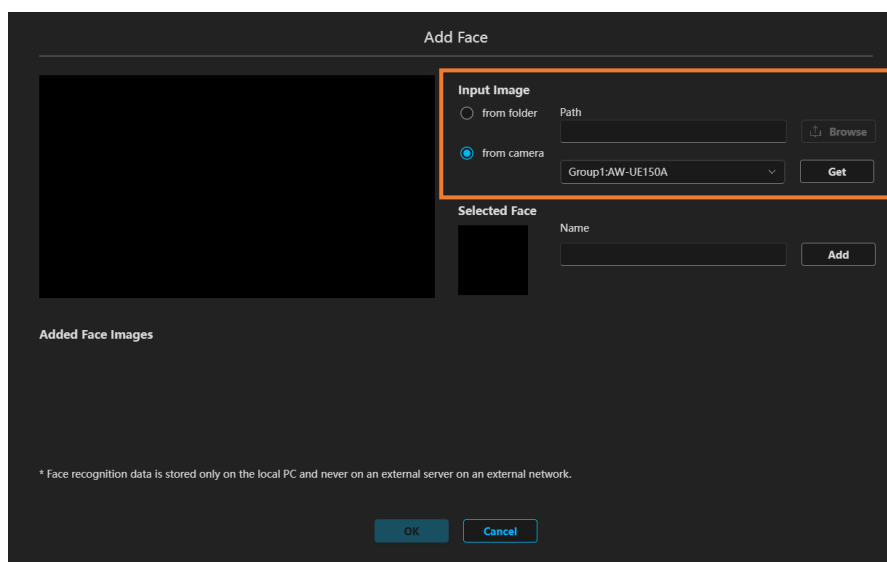 Add Face
Input Image
from folder
Path
Browse
from camera
Group1:AW-UE150A
Get
Selected Face
Name
Add
Added Face Images
* Face recognition data is stored only on the local PC and never on an external server on an external network.
OK
Cancel